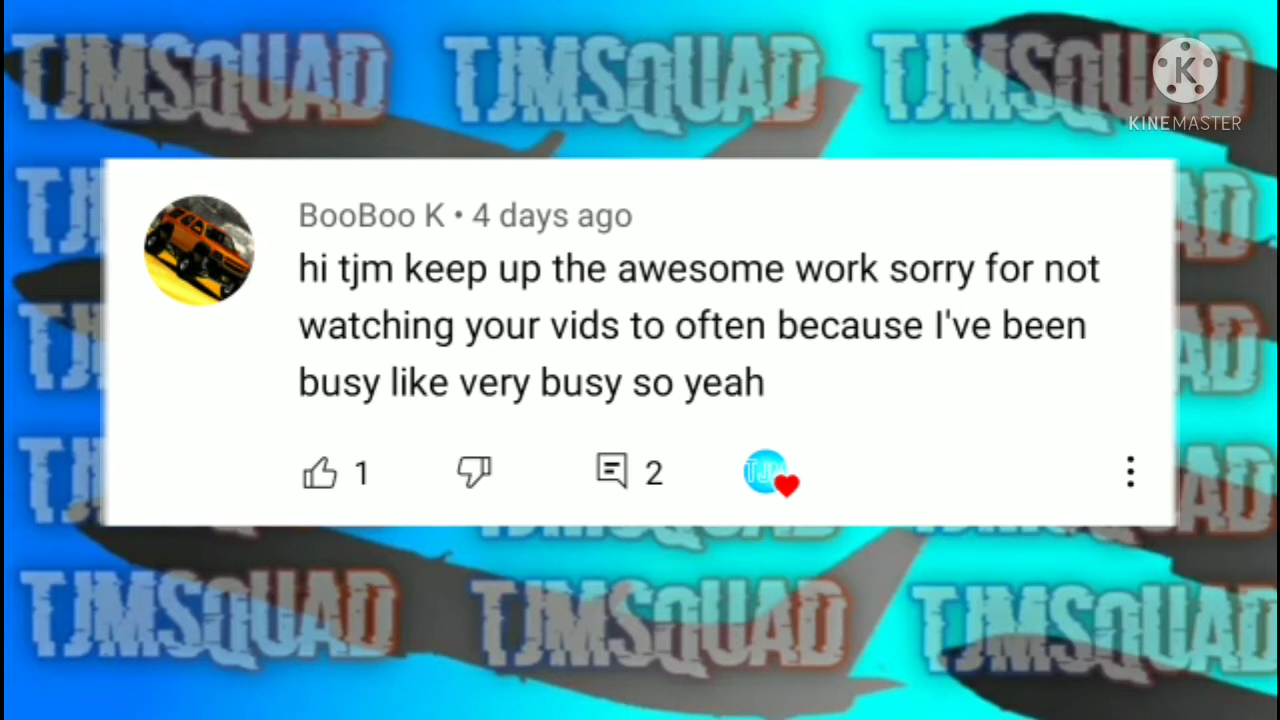 TJMSQUAD TJMSQUAD TJMSQUAD
K
KINEMASTER
BooBoo K • 4 days ago
hi tjm keep up the awesome work sorry for not
watching your vids to often because I've been
busy like very busy so yeah
1 2 TJM
TJMSQUAD TJMSQUAD TJMSQUAD